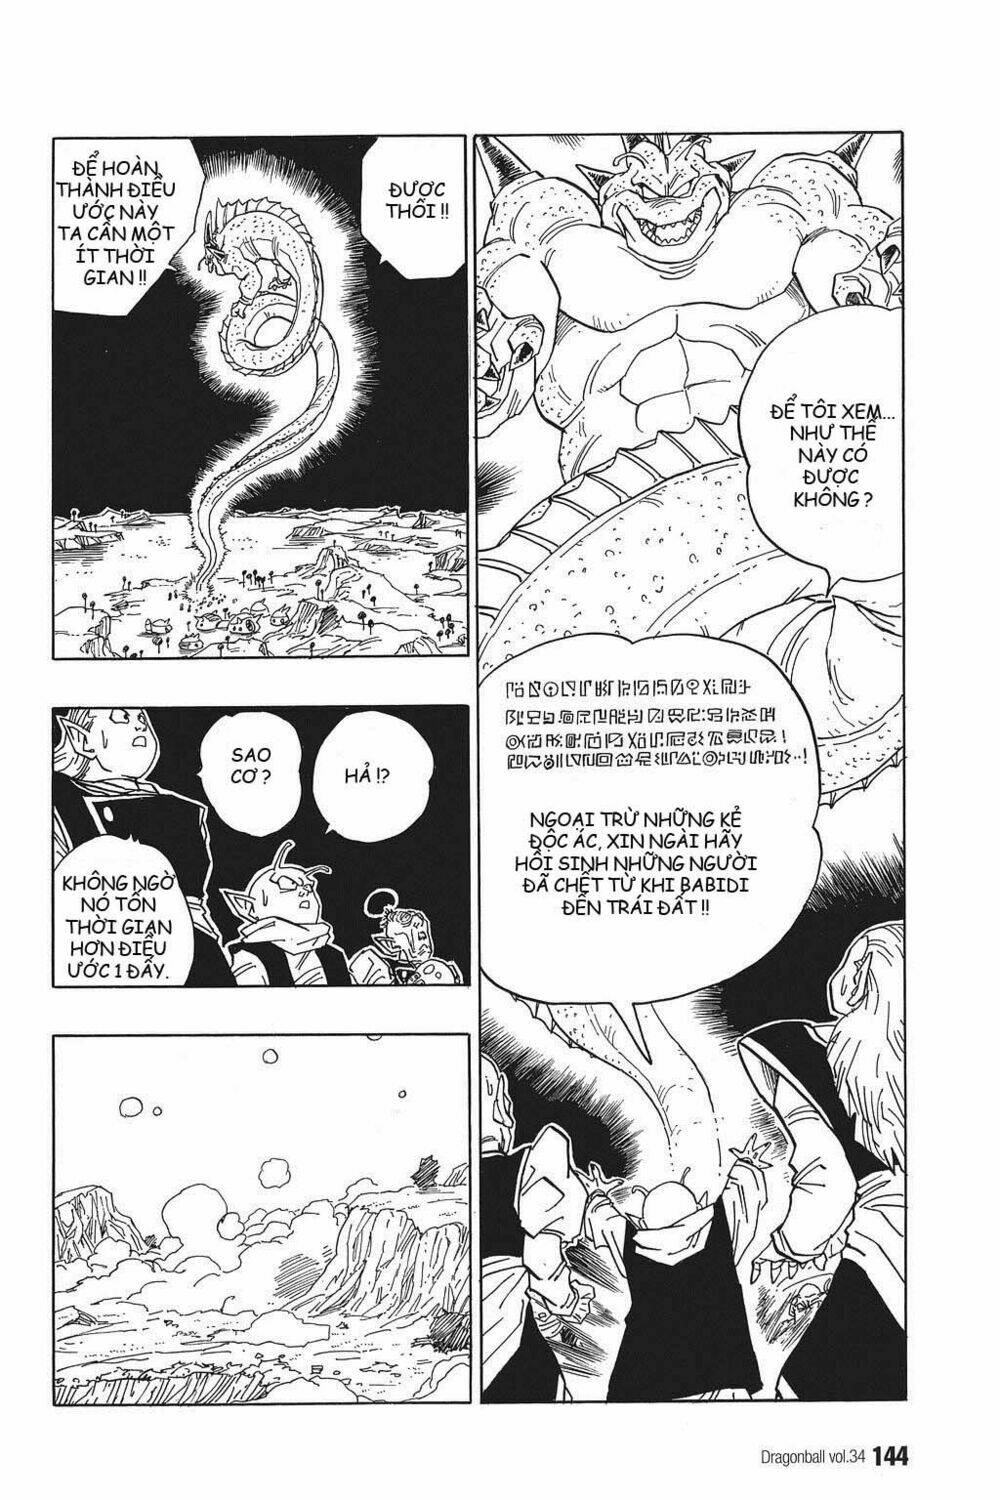 ĐỂ TÔI XEM...
NHƯ THẾ
NÀY CÓ
ĐƯỢC
KHÔNG?
NGOẠI TRỪ NHỮNG KẺ
ĐỘC ÁC, XIN NGÀI HÃY
HỒI SINH NHỮNG NGƯỜI
ĐÃ CHẾT TỪ KHI BABIDI
ĐẾN TRÁI ĐẤT!!
ĐƯỢC
THÔI!!
ĐỂ HOÀN
THÀNH ĐIỀU
ƯỚC NÀY
TA CẦN MỘT
ÍT THỜI
GIAN!!
HẢ!?
SAO
CƠ?
KHÔNG NGỜ
NÓ TỐN
THỜI GIAN
HƠN ĐIỀU
ƯỚC 1 ĐẤY.
Dragonball vol.34 144